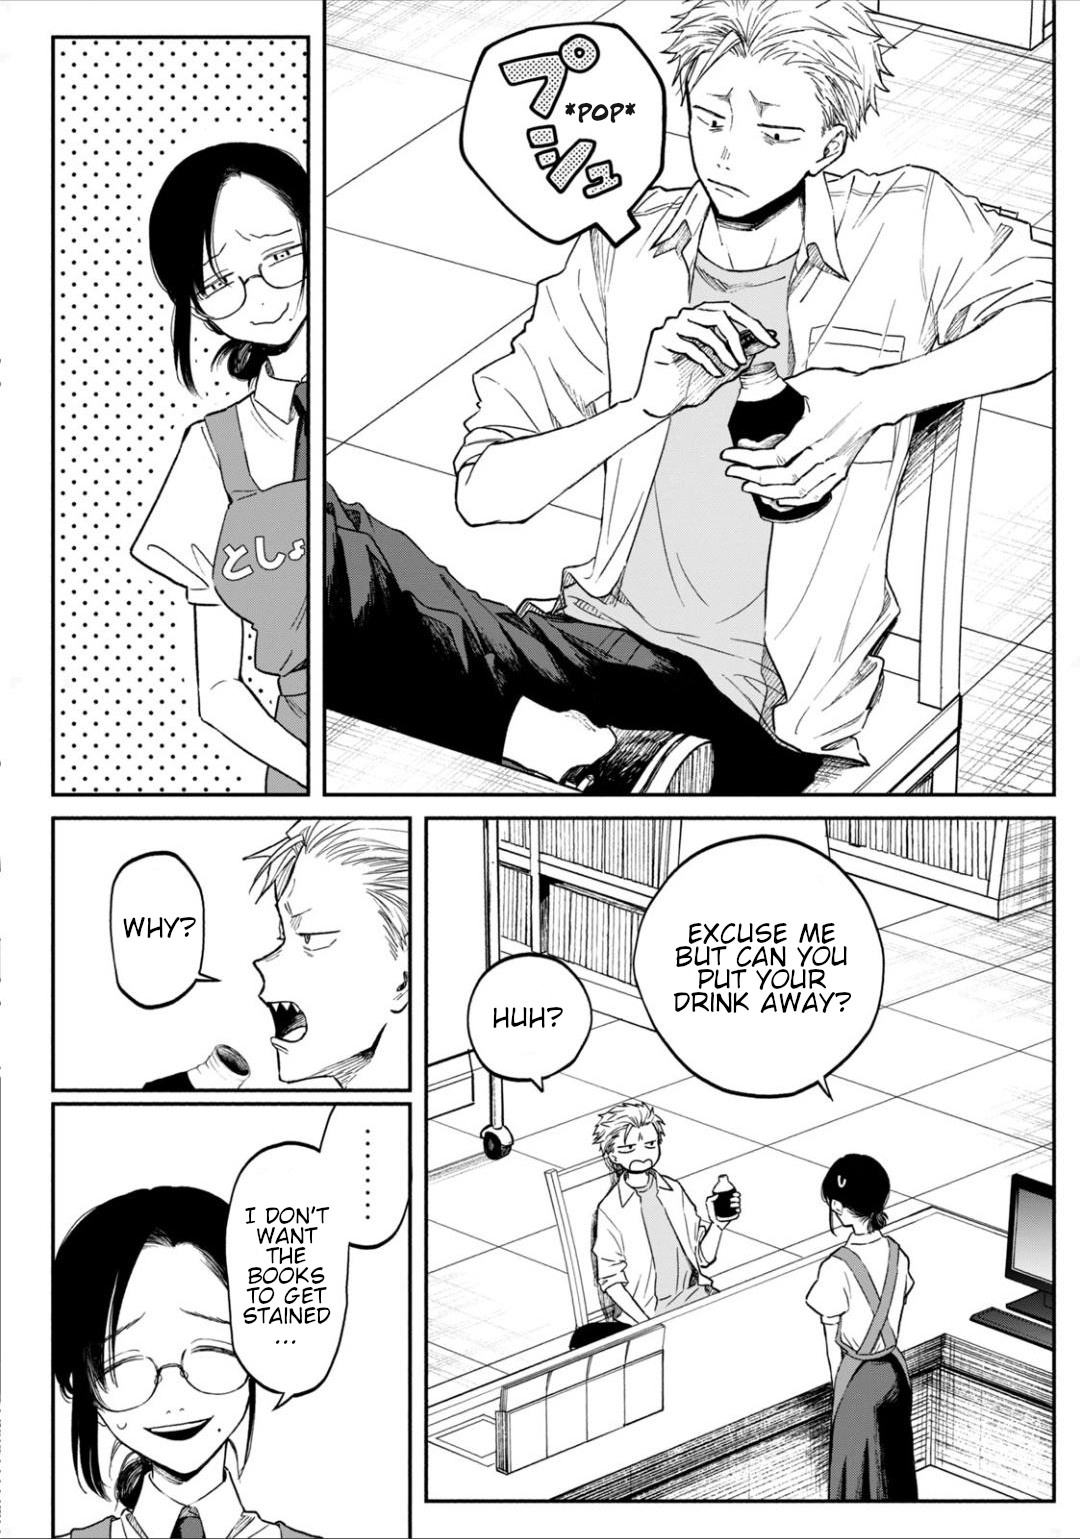 プシュ
*POP*
としょ
EXCUSE ME
BUT CAN YOU
PUT YOUR
DRINK AWAY?
HUH?
WHY?
......
I DON'T
WANT
THE
BOOKS
TO GET
STAINED
...